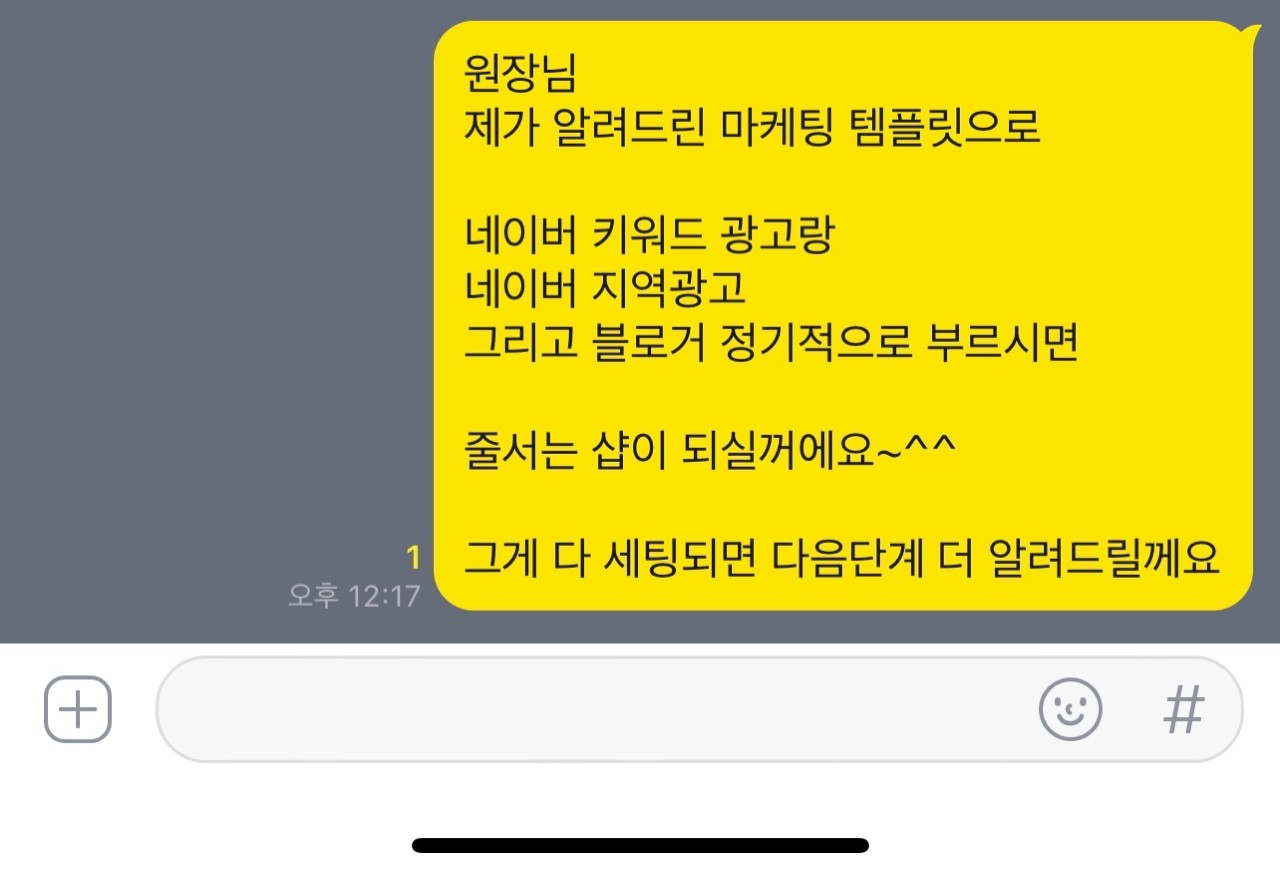 원장님
제가 알려드린 마케팅 템플릿으로
네이버 키워드 광고랑
네이버 지역광고
그리고 블로거 정기적으로 부르시면
줄서는 샵이 되실꺼에요~^^
그게 다 세팅되면 다음단계 더 알려드릴께요
1
오후 12:17
#